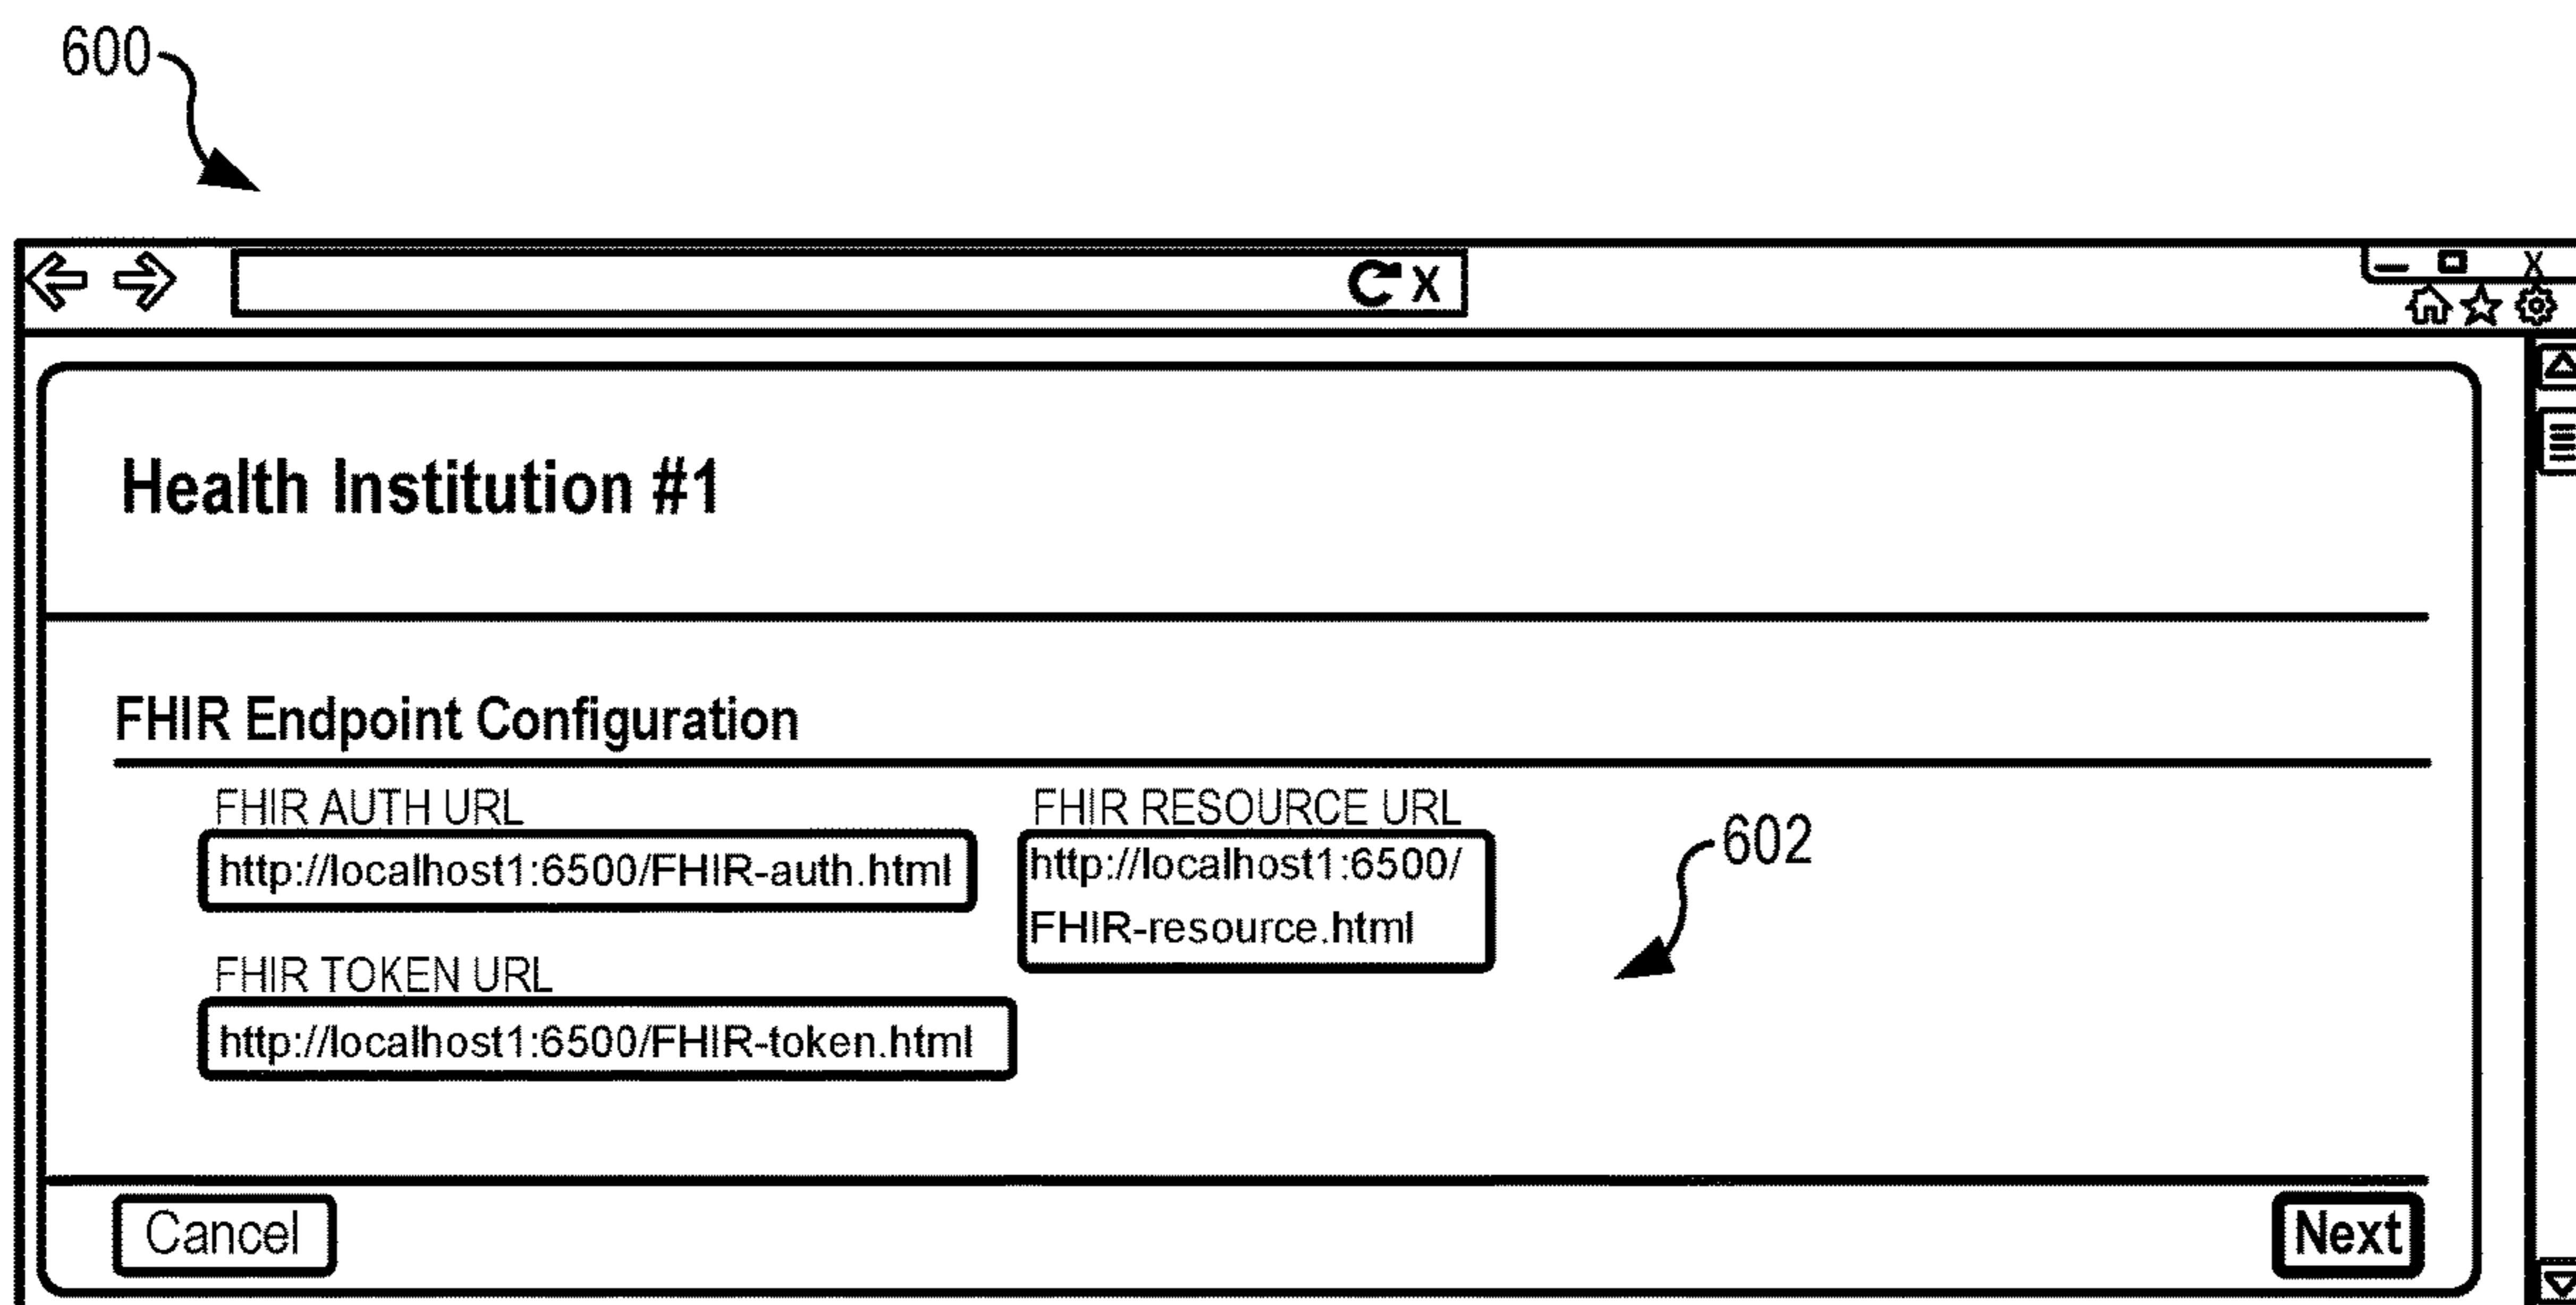 600
X
X
Health Institution #1
FHIR Endpoint Configuration
FHIR AUTH URL
http://localhost1:6500/FHIR-auth.html
FHIR RESOURCE URL
http://localhost1:6500/
FHIR-resource.html
602
FHIR TOKEN URL
http://localhost1:6500/FHIR-token.html
Cancel
Next